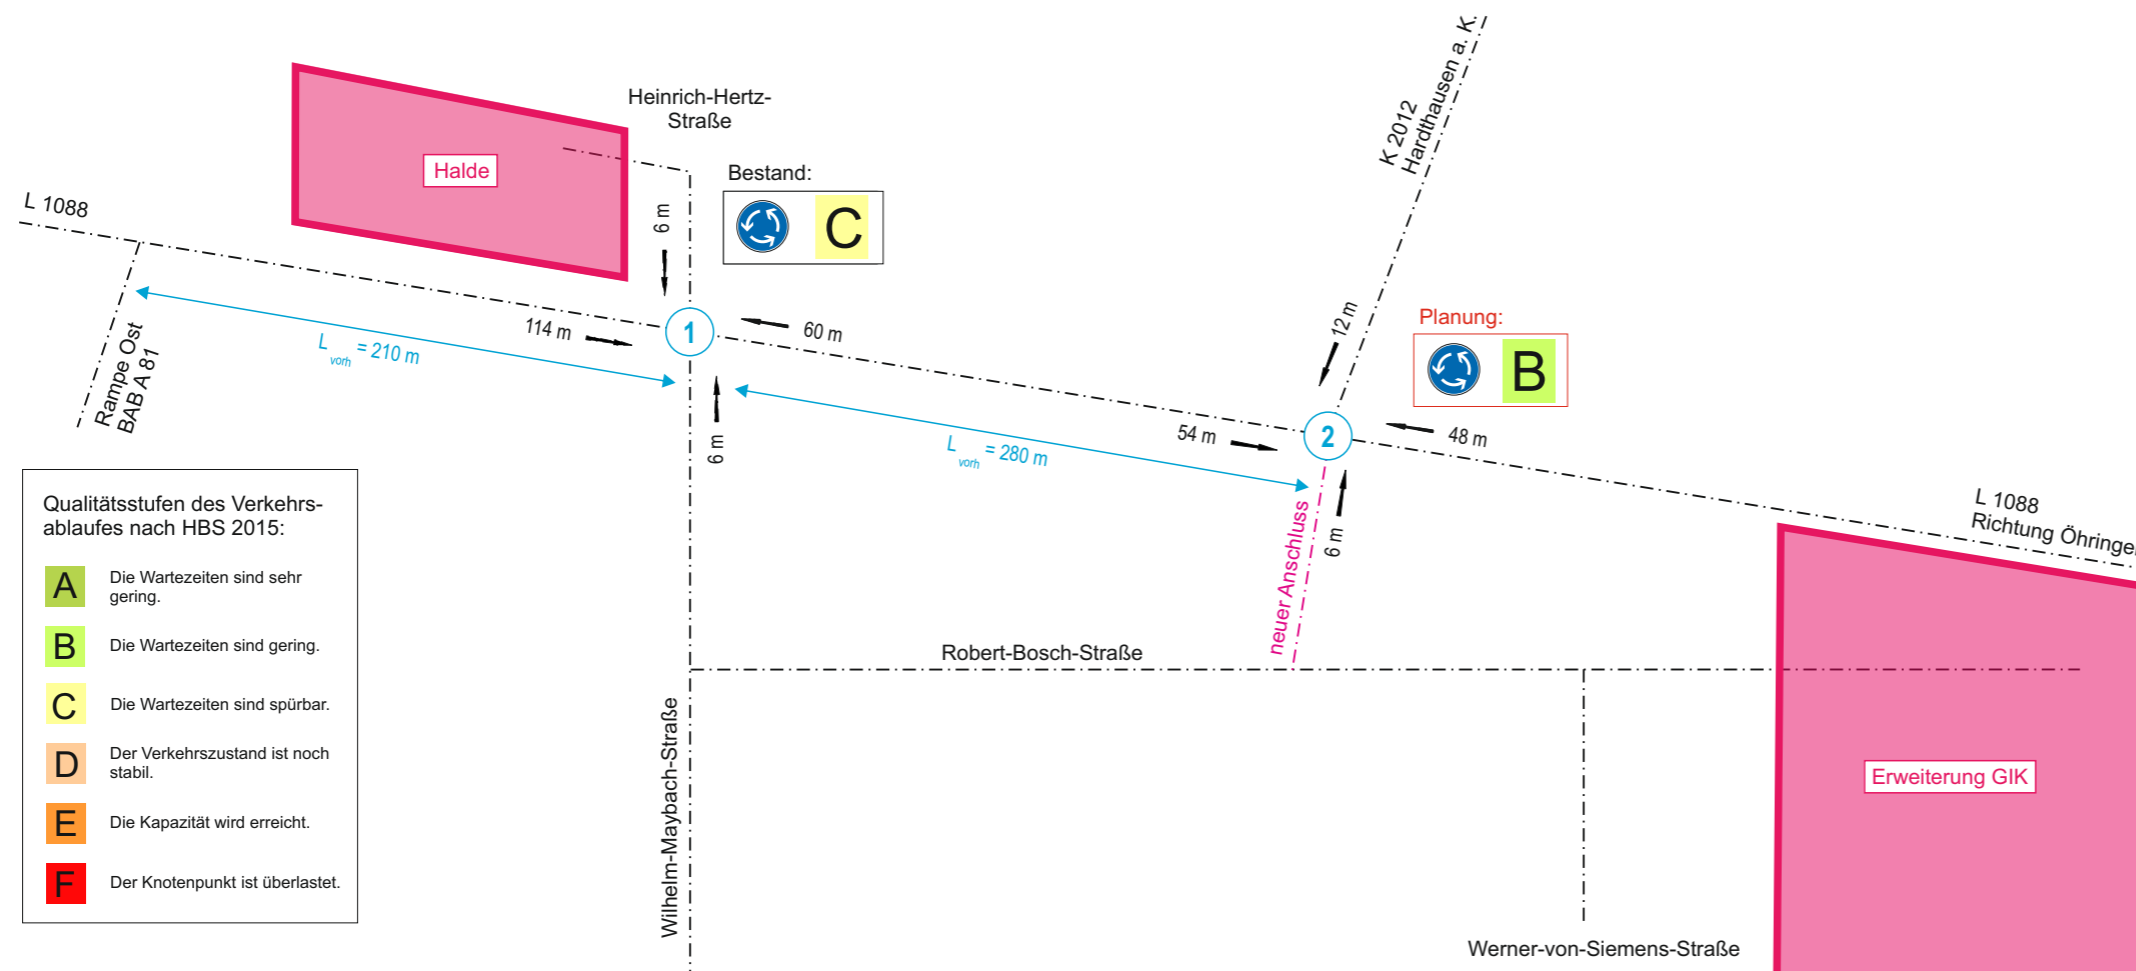 Heinrich-Hertz-
Straße
K 2012
Hardthausen a. K.
Halde
Bestand:
C
L 1088
6 m
114 m
1
60 m
L vorh = 210 m
Rampe Ost
BAB A 81
12 m
Planung:
B
54 m
2
48 m
6 m
L vorh = 280 m
6 m
neuer Anschluss
L 1088
Richtung Öhringen
Qualitätsstufen des Verkehrs-
ablaufes nach HBS 2015:
A Die Wartezeiten sind sehr
gering.
B Die Wartezeiten sind gering.
C Die Wartezeiten sind spürbar.
D Der Verkehrszustand ist noch
stabil.
E Die Kapazität wird erreicht.
F Der Knotenpunkt ist überlastet.
Robert-Bosch-Straße
Wilhelm-Maybach-Straße
Erweiterung GIK
Werner-von-Siemens-Straße